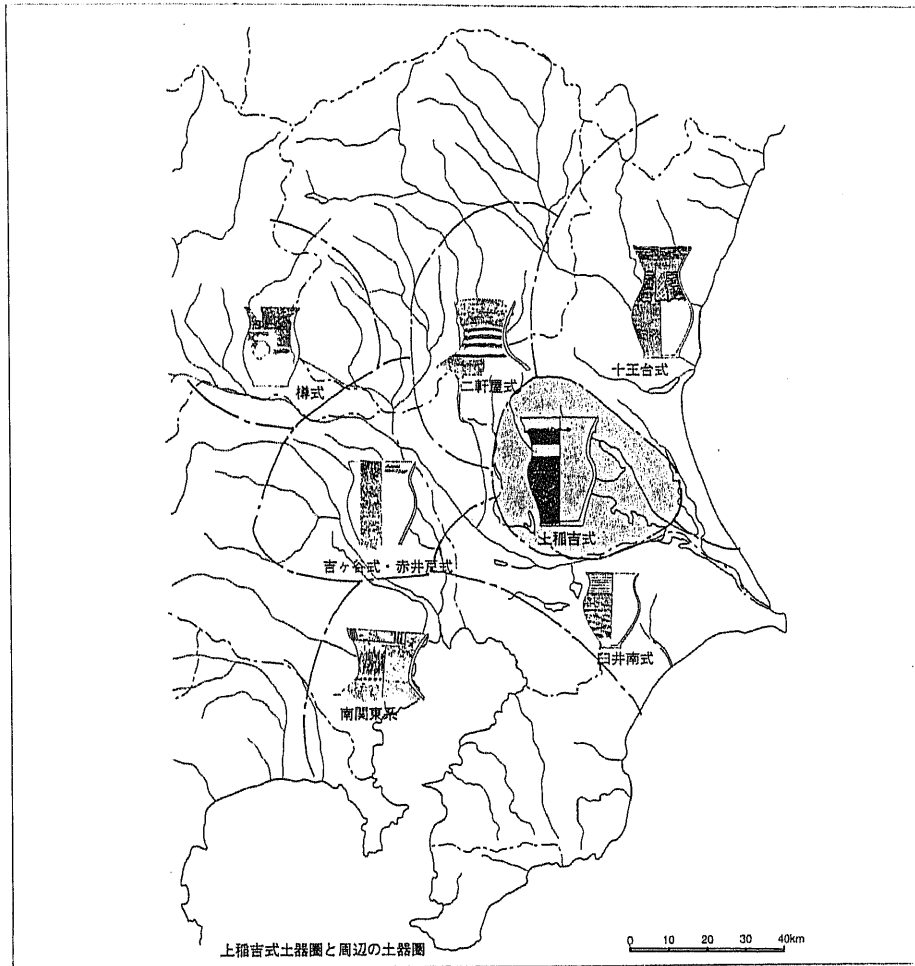 十王台式
樽式
二軒屋式
上稲吉式
吉ヶ谷式・赤井戸式
臼井南式
南関東系
上稲吉式土器圏と周辺の土器圏
0 10 20 30 40km